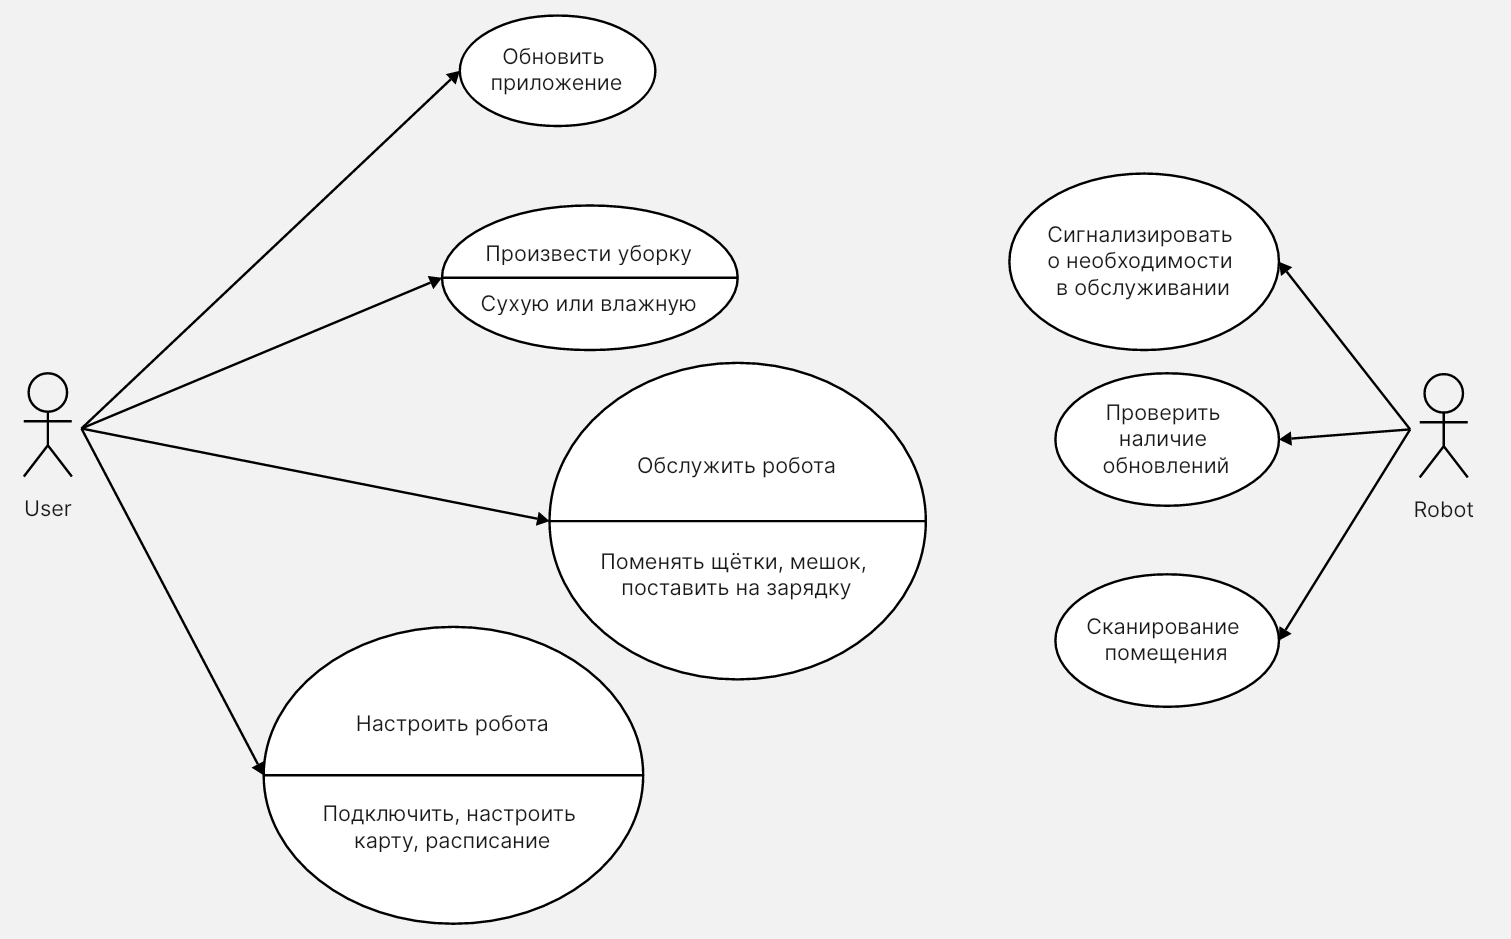 Обновить
приложение
Произвести уборку
Сухую или влажную
Обслужить робота
Поменять щётки, мешок,
поставить на зарядку
Настроить робота
Подключить, настроить
карту, расписание
User
Сигнализировать
о необходимости
в обслуживании
Проверить
наличие
обновлений
Сканирование
помещения
Robot